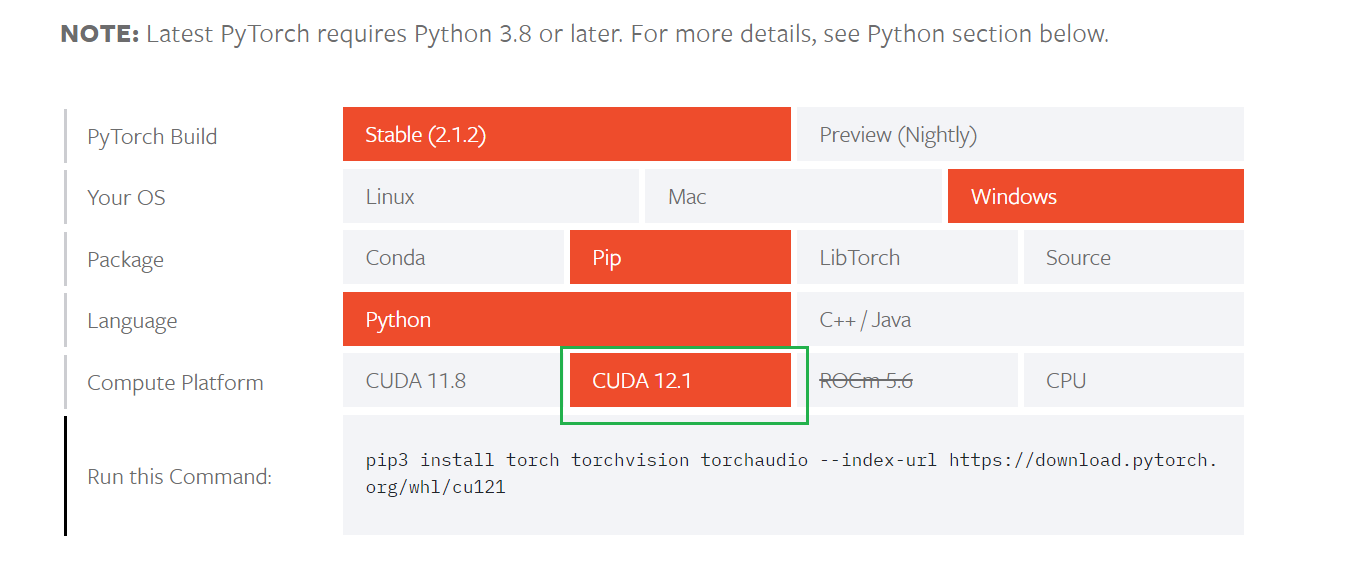 NOTE: Latest PyTorch requires Python 3.8 or later. For more details, see Python section below.
PyTorch Build Stable (2.1.2) Preview (Nightly)
Your OS Linux Mac Windows
Package Conda Pip LibTorch Source
Language Python C++ / Java
Compute Platform CUDA 11.8 CUDA 12.1 ROCm 5.6 CPU
Run this Command: pip3 install torch torchvision torchaudio --index-url https://download.pytorch.
org/whl/cu121